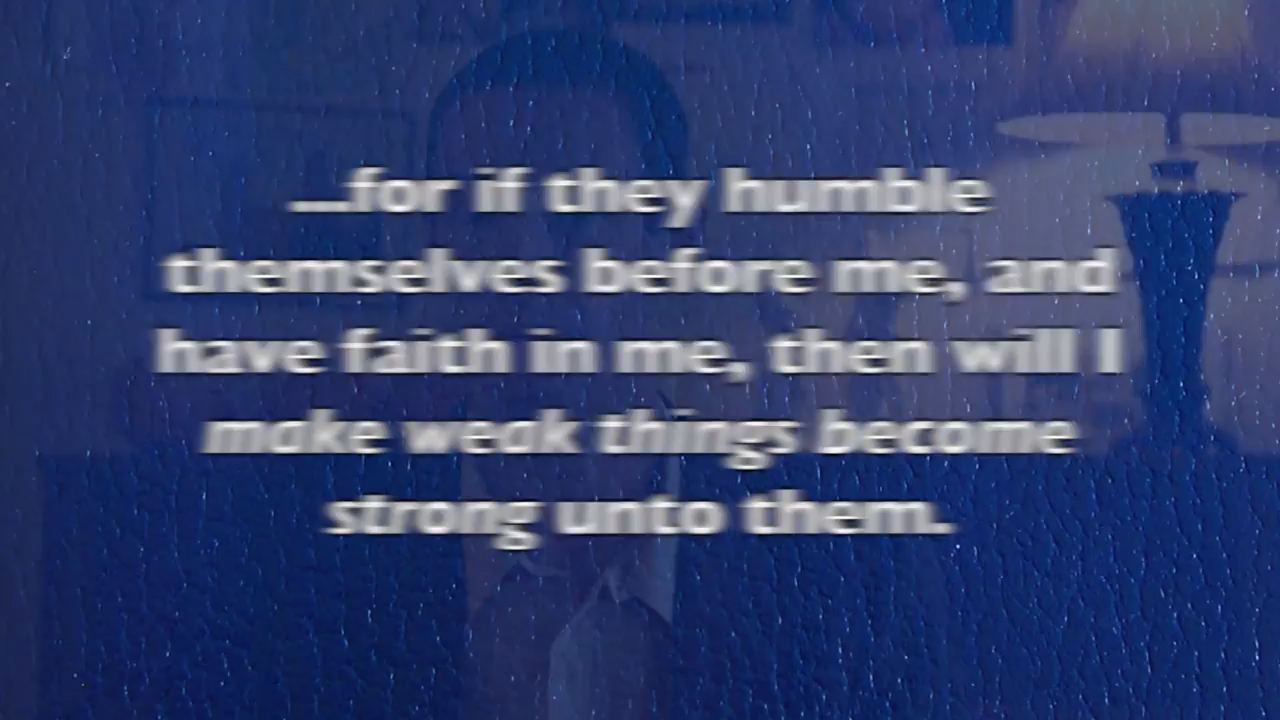 ...for if they humble
themselves before me, and
have faith in me, then will I
make weak things become
strong unto them.